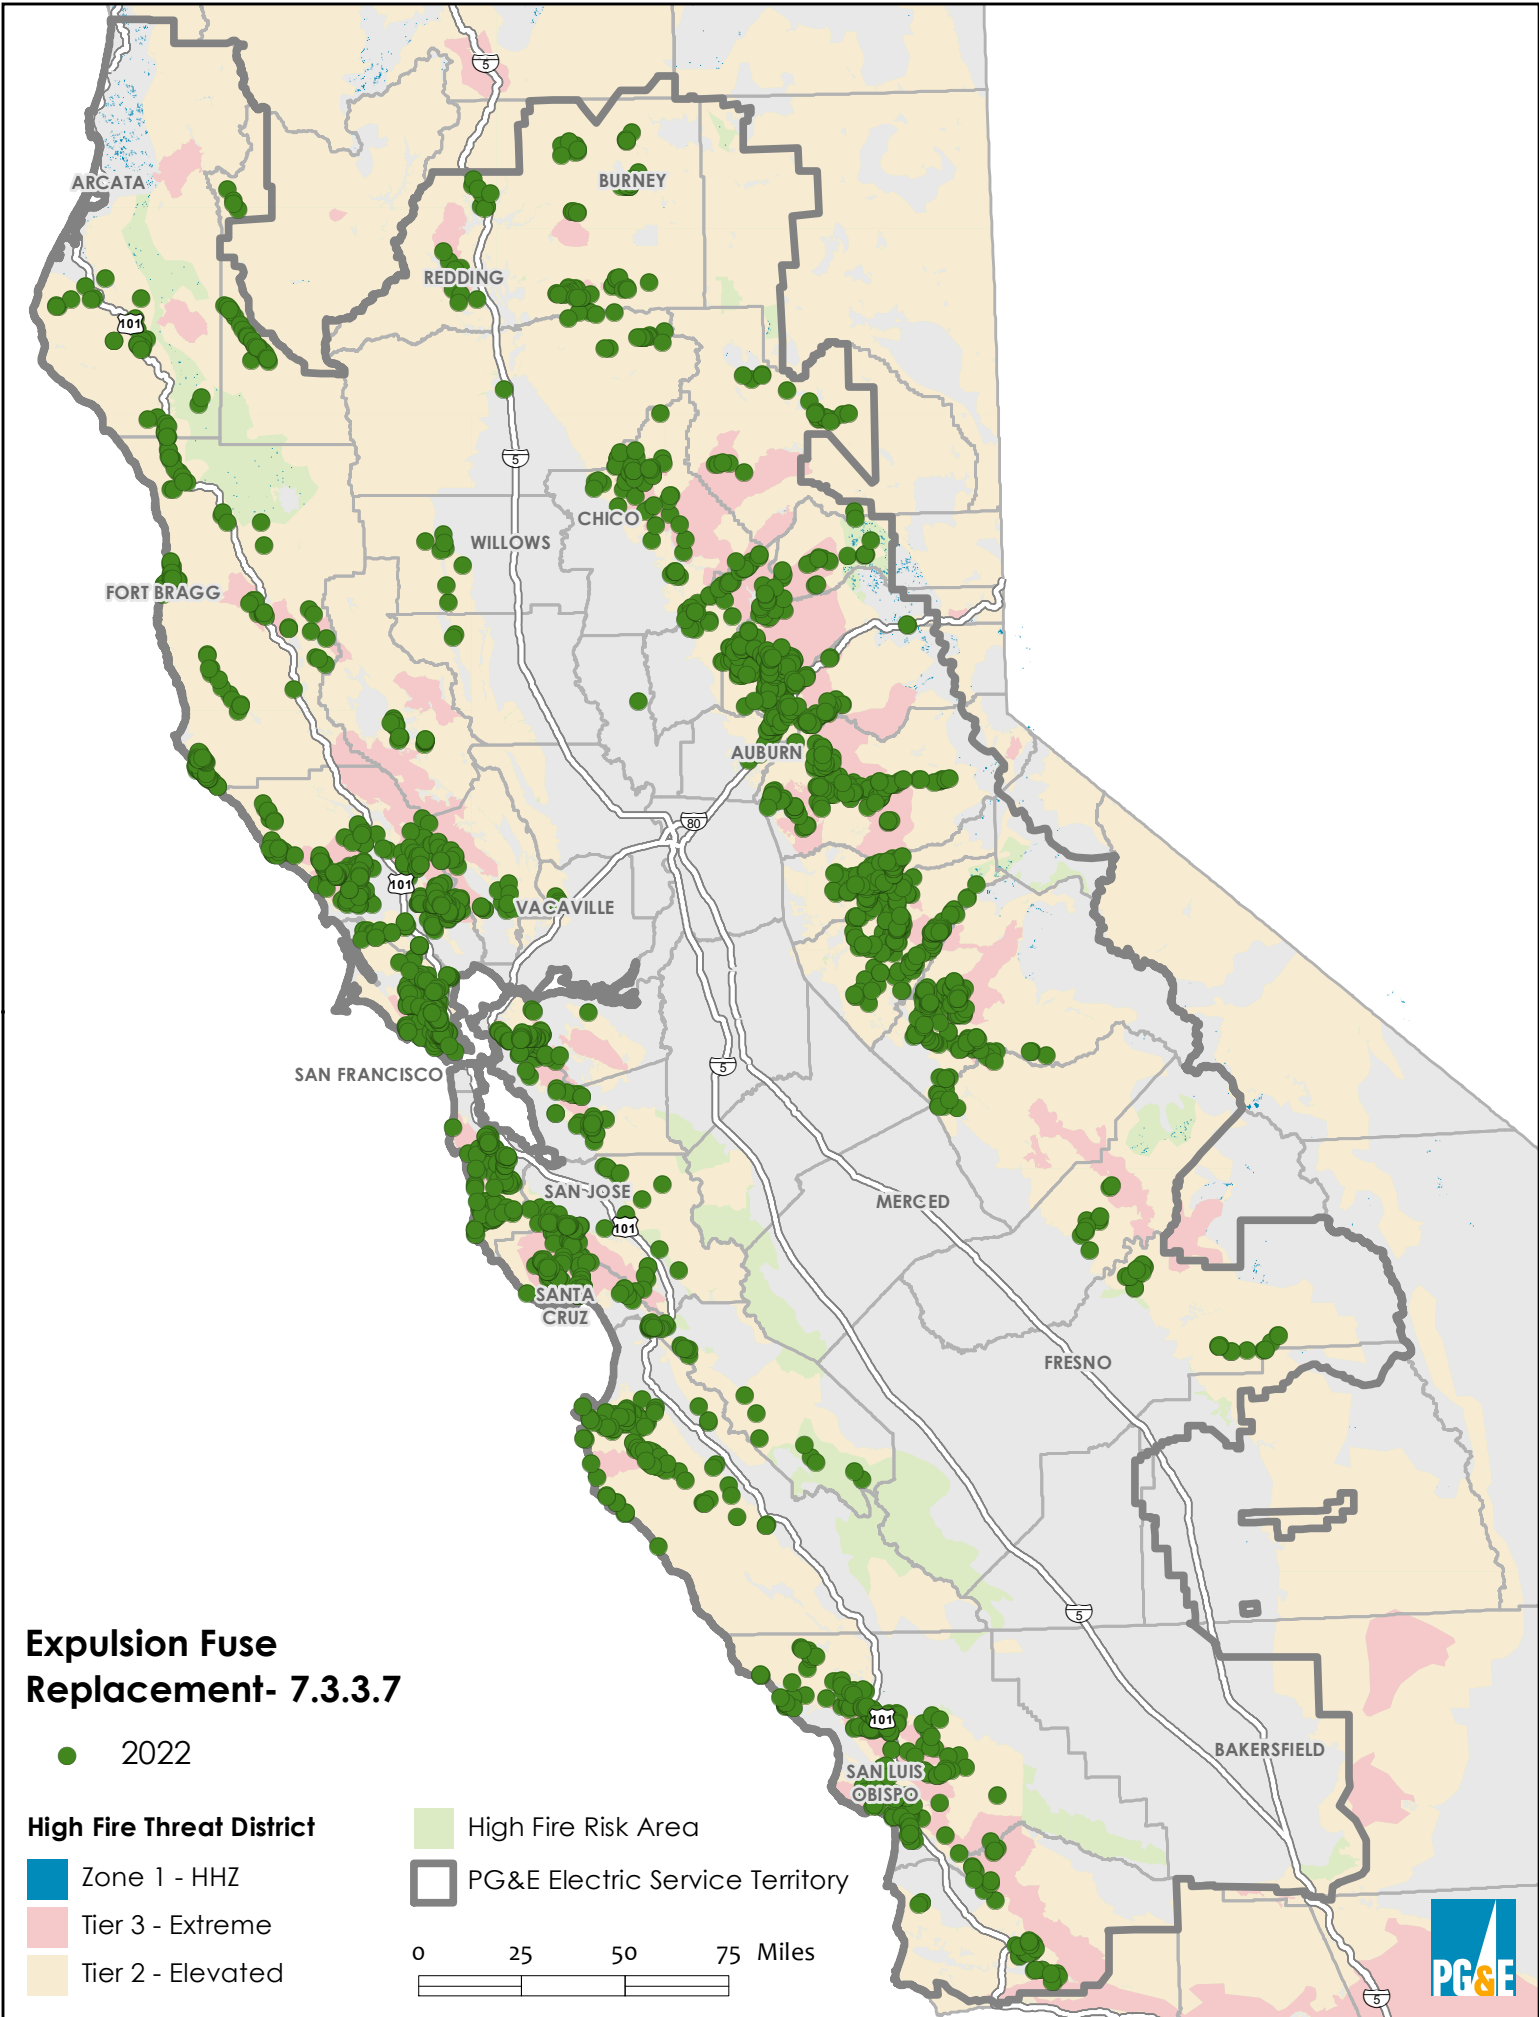 5
ARCATA
BURNEY
REDDING
101
5
CHICO
WILLOWS
FORT BRAGG
AUBURN
80
101
VACAVILLE
SAN FRANCISCO
5
SAN JOSE
MERCED
101
SANTA
CRUZ
FRESNO
5
101
BAKERSFIELD
SAN LUIS
OBISPO
5
Expulsion Fuse
Replacement- 7.3.3.7
2022
High Fire Threat District
Zone 1 - HHZ
Tier 3 - Extreme
Tier 2 - Elevated
High Fire Risk Area
PG&E Electric Service Territory
0 25 50 75 Miles
PG&E